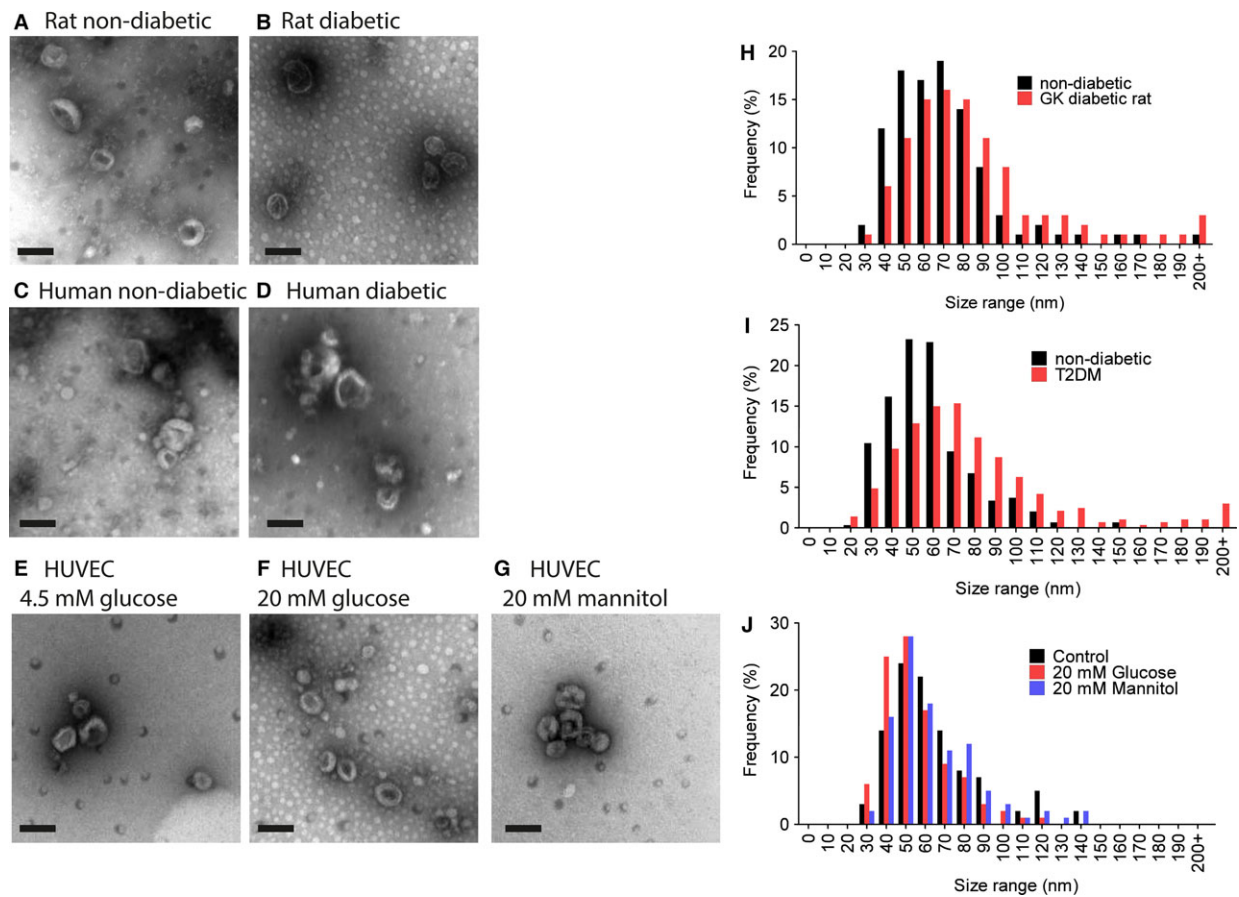 A Rat non-diabetic
B Rat diabetic
C Human non-diabetic
D Human diabetic
E HUVEC
4.5 mM glucose
F HUVEC
20 mM glucose
G HUVEC
20 mM mannitol
H
20
15
10
5
0
Frequency (%)
non-diabetic
GK diabetic rat
0 10 20 30 40 50 60 70 80 90 100 110 120 130 140 150 160 170 180 190 200+
Size range (nm)
I
25
20
15
10
5
0
Frequency (%)
non-diabetic
T2DM
0 10 20 30 40 50 60 70 80 90 100 110 120 130 140 150 160 170 180 190 200+
Size range (nm)
J
30
20
10
0
Frequency (%)
Control
20 mM Glucose
20 mM Mannitol
0 10 20 30 40 50 60 70 80 90 100 110 120 130 140 150 160 170 180 190 200+
Size range (nm)